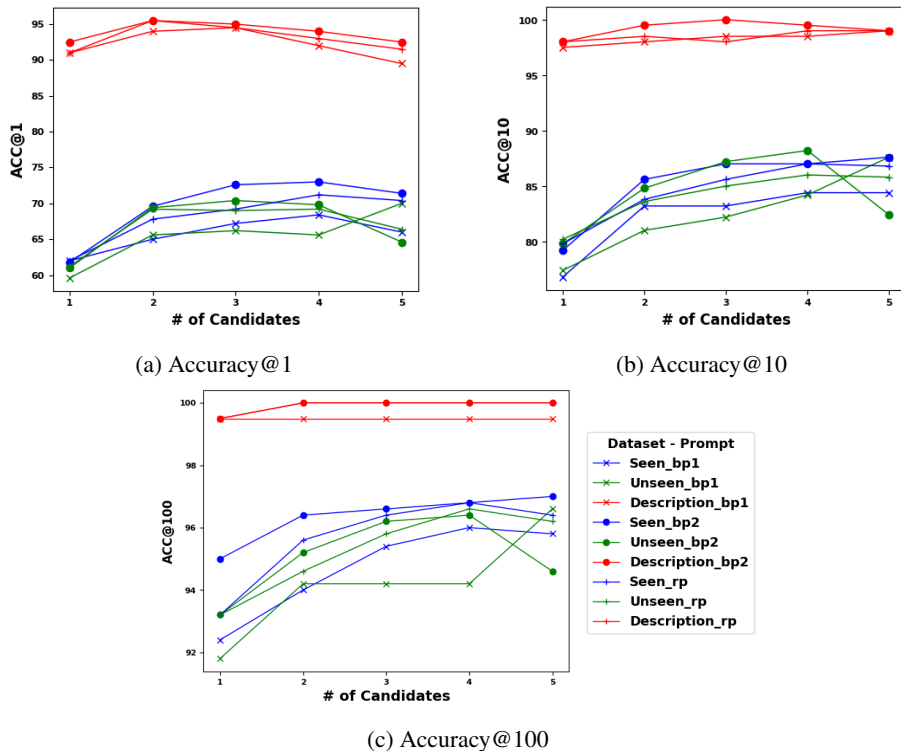 ACC@1
95
90
85
80
75
70
65
60
1 2 3 4 5
# of Candidates
(a) Accuracy@1
ACC@10
100
95
90
85
80
1 2 3 4 5
# of Candidates
(b) Accuracy@10
ACC@100
100
98
96
94
92
1 2 3 4 5
# of Candidates
Dataset - Prompt
Seen_bp1
Unseen_bp1
Description_bp1
Seen_bp2
Unseen_bp2
Description_bp2
Seen_rp
Unseen_rp
Description_rp
(c) Accuracy@100